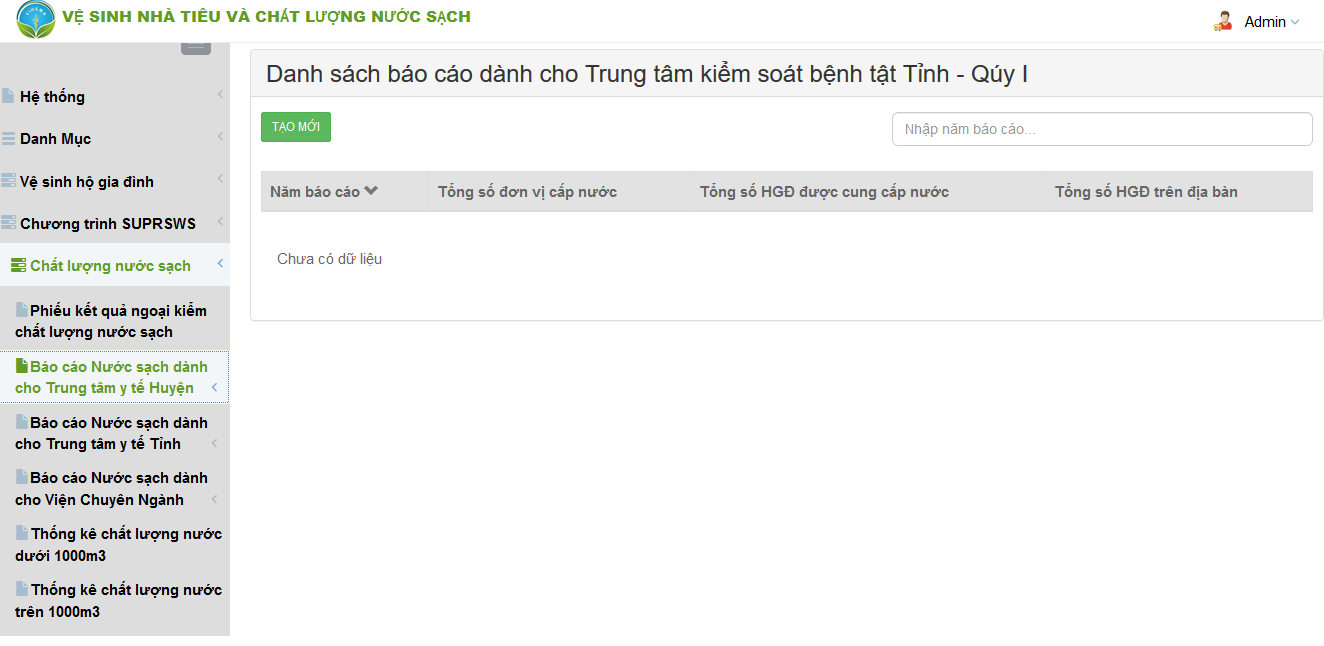 VỆ SINH NHÀ TIÊU VÀ CHẤT LƯỢNG NƯỚC SẠCH
Admin
Hệ thống
Danh Mục
Vệ sinh hộ gia đình
Chương trình SUPRSWS
Chất lượng nước sạch
Phiếu kết quả ngoại kiểm
chất lượng nước sạch
Báo cáo Nước sạch dành
cho Trung tâm y tế Huyện
Báo cáo Nước sạch dành
cho Trung tâm y tế Tỉnh
Báo cáo Nước sạch dành
cho Viện Chuyên Ngành
Thống kê chất lượng nước
dưới 1000m3
Thống kê chất lượng nước
trên 1000m3
Danh sách báo cáo dành cho Trung tâm kiểm soát bệnh tật Tỉnh - Qúy I
TẠO MỚI
Nhập năm báo cáo...
Năm báo cáo Tổng số đơn vị cấp nước Tổng số HGĐ được cung cấp nước Tổng số HGĐ trên địa bàn
Chưa có dữ liệu